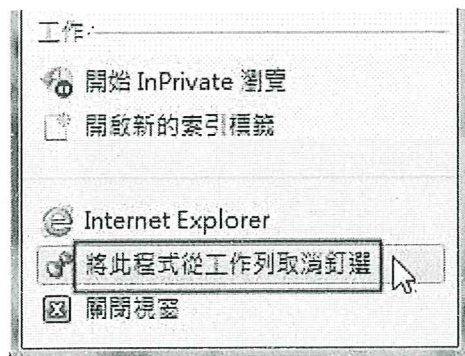 工作
開始 InPrivate 瀏覽
開啟新的索引標籤
Internet Explorer
將此程式從工作列取消釘選
關閉視窗